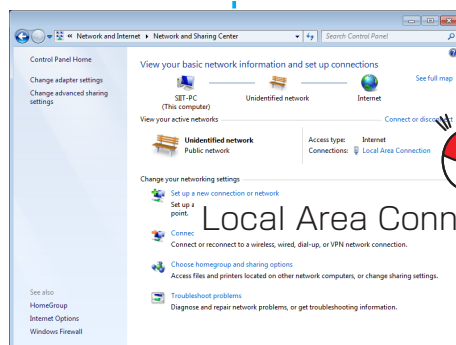 « Network and Internet ▸ Network and Sharing Center
Search Control Panel
Control Panel Home
Change adapter settings
Change advanced sharing
settings
View your basic network information and set up connections
See full map
SIIT-PC
(This computer)
Unidentified network
Internet
View your active networks
Connect or disconnect
Unidentified network
Public network
Access type: Internet
Connections: Local Area Connection
Change your networking settings
Set up a new connection or network
Set up a
point.
Local Area Conn
Connec
Connect or reconnect to a wireless, wired, dial-up, or VPN network connection.
Choose homegroup and sharing options
Access files and printers located on other network computers, or change sharing settings.
Troubleshoot problems
Diagnose and repair network problems, or get troubleshooting information.
See also
HomeGroup
Internet Options
Windows Firewall